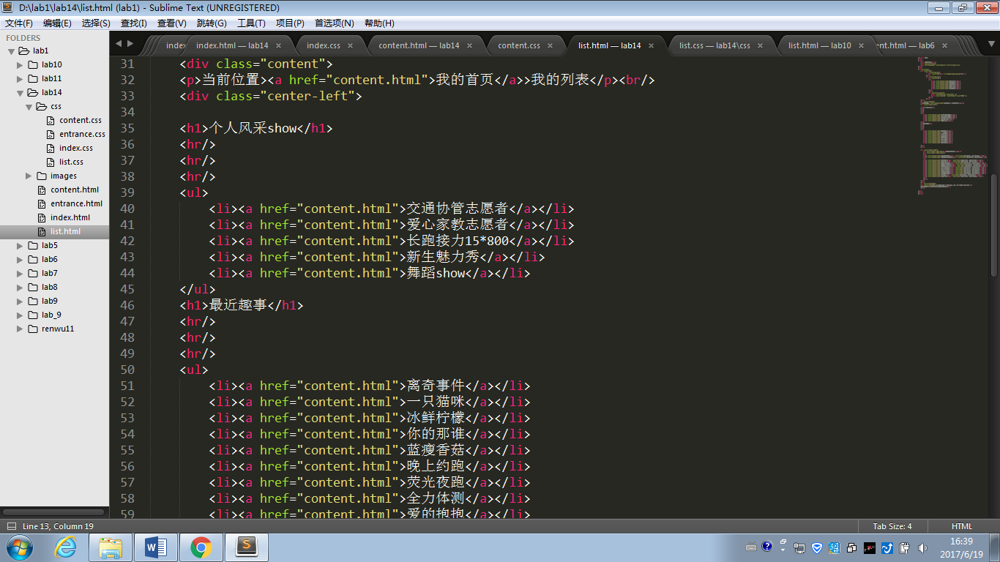 D:\lab1\lab14\list.html (lab1) - Sublime Text (UNREGISTERED)
文件(F) 编辑(E) 选择(S) 查找(I) 查看(V) 跳转(G) 工具(T) 项目(P) 首选项(N) 帮助(H)
FOLDERS
lab1
lab10
lab11
lab14
css
content.css
entrance.css
index.css
list.css
images
content.html
entrance.html
index.html
list.html
lab5
lab6
lab7
lab8
lab9
lab_9
renwu11
index.html — lab14 × index.css × content.html — lab14 × content.css × list.html — lab14 × list.css — lab14\css × list.html — lab10 × ent.html — lab6 ×
31 <div class="content">
32 <p>当前位置><a href="content.html">我的首页</a>>我的列表</p><br/>
33 <div class="center-left">
34
35 <h1>个人风采show</h1>
36 <hr/>
37 <hr/>
38 <hr/>
39 <ul>
40 <li><a href="content.html">交通协管志愿者</a></li>
41 <li><a href="content.html">爱心家教志愿者</a></li>
42 <li><a href="content.html">长跑接力15*800</a></li>
43 <li><a href="content.html">新生魅力秀</a></li>
44 <li><a href="content.html">舞蹈show</a></li>
45 </ul>
46 <h1>最近趣事</h1>
47 <hr/>
48 <hr/>
49 <hr/>
50 <ul>
51 <li><a href="content.html">离奇事件</a></li>
52 <li><a href="content.html">一只猫咪</a></li>
53 <li><a href="content.html">冰鲜柠檬</a></li>
54 <li><a href="content.html">你的那谁</a></li>
55 <li><a href="content.html">蓝瘦香菇</a></li>
56 <li><a href="content.html">晚上约跑</a></li>
57 <li><a href="content.html">荧光夜跑</a></li>
58 <li><a href="content.html">全力体测</a></li>
59 <li><a href="content.html">爱的抱抱</a></li>
Line 13, Column 19
Tab Size: 4 HTML
16:39
2017/6/19